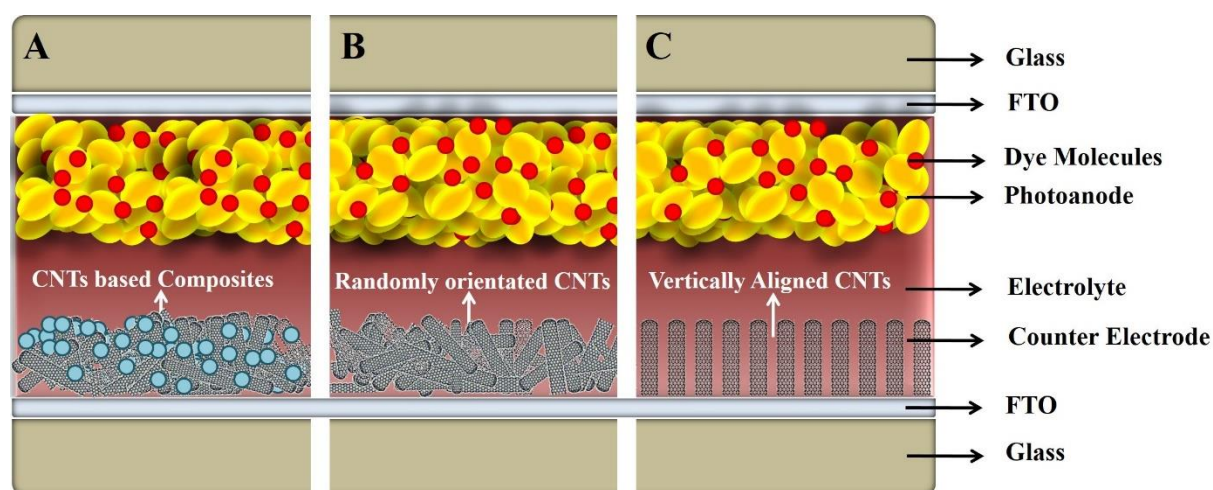 A
B
C
Glass
FTO
Dye Molecules
Photoanode
CNTs based Composites
Randomly orientated CNTs
Vertically Aligned CNTs
Electrolyte
Counter Electrode
FTO
Glass